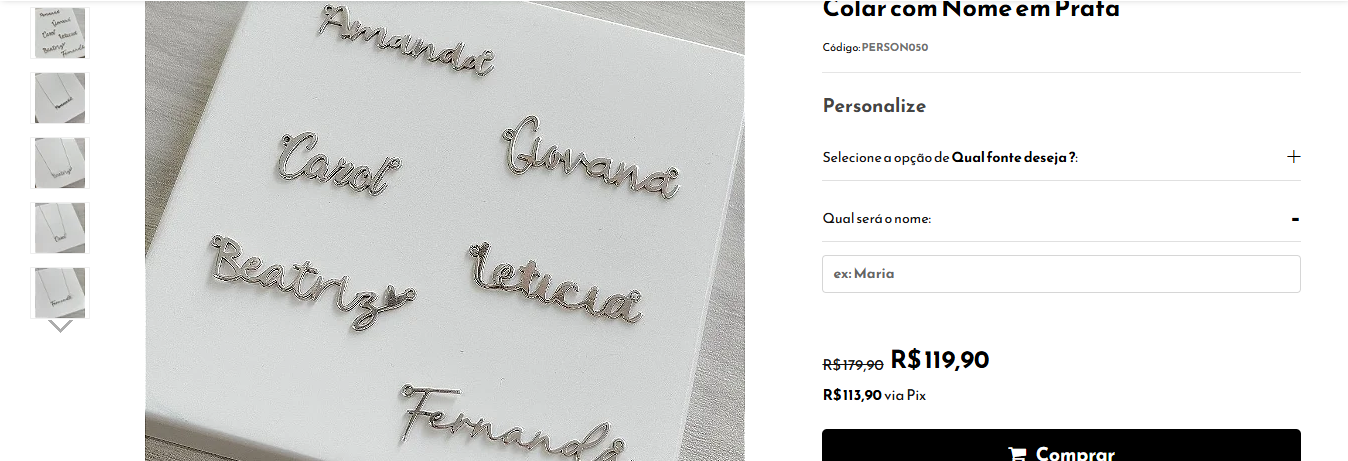 Colar com Nome em Prata
Código: PERSON050
Personalize
Selecione a opção de Qual fonte deseja ?:
+
Qual será o nome:
-
ex: Maria
R$ 179,90 R$ 119,90
R$ 113,90 via Pix
Comprar
Amanda
Carol
Giovana
Beatriz
Leticia
Fernanda